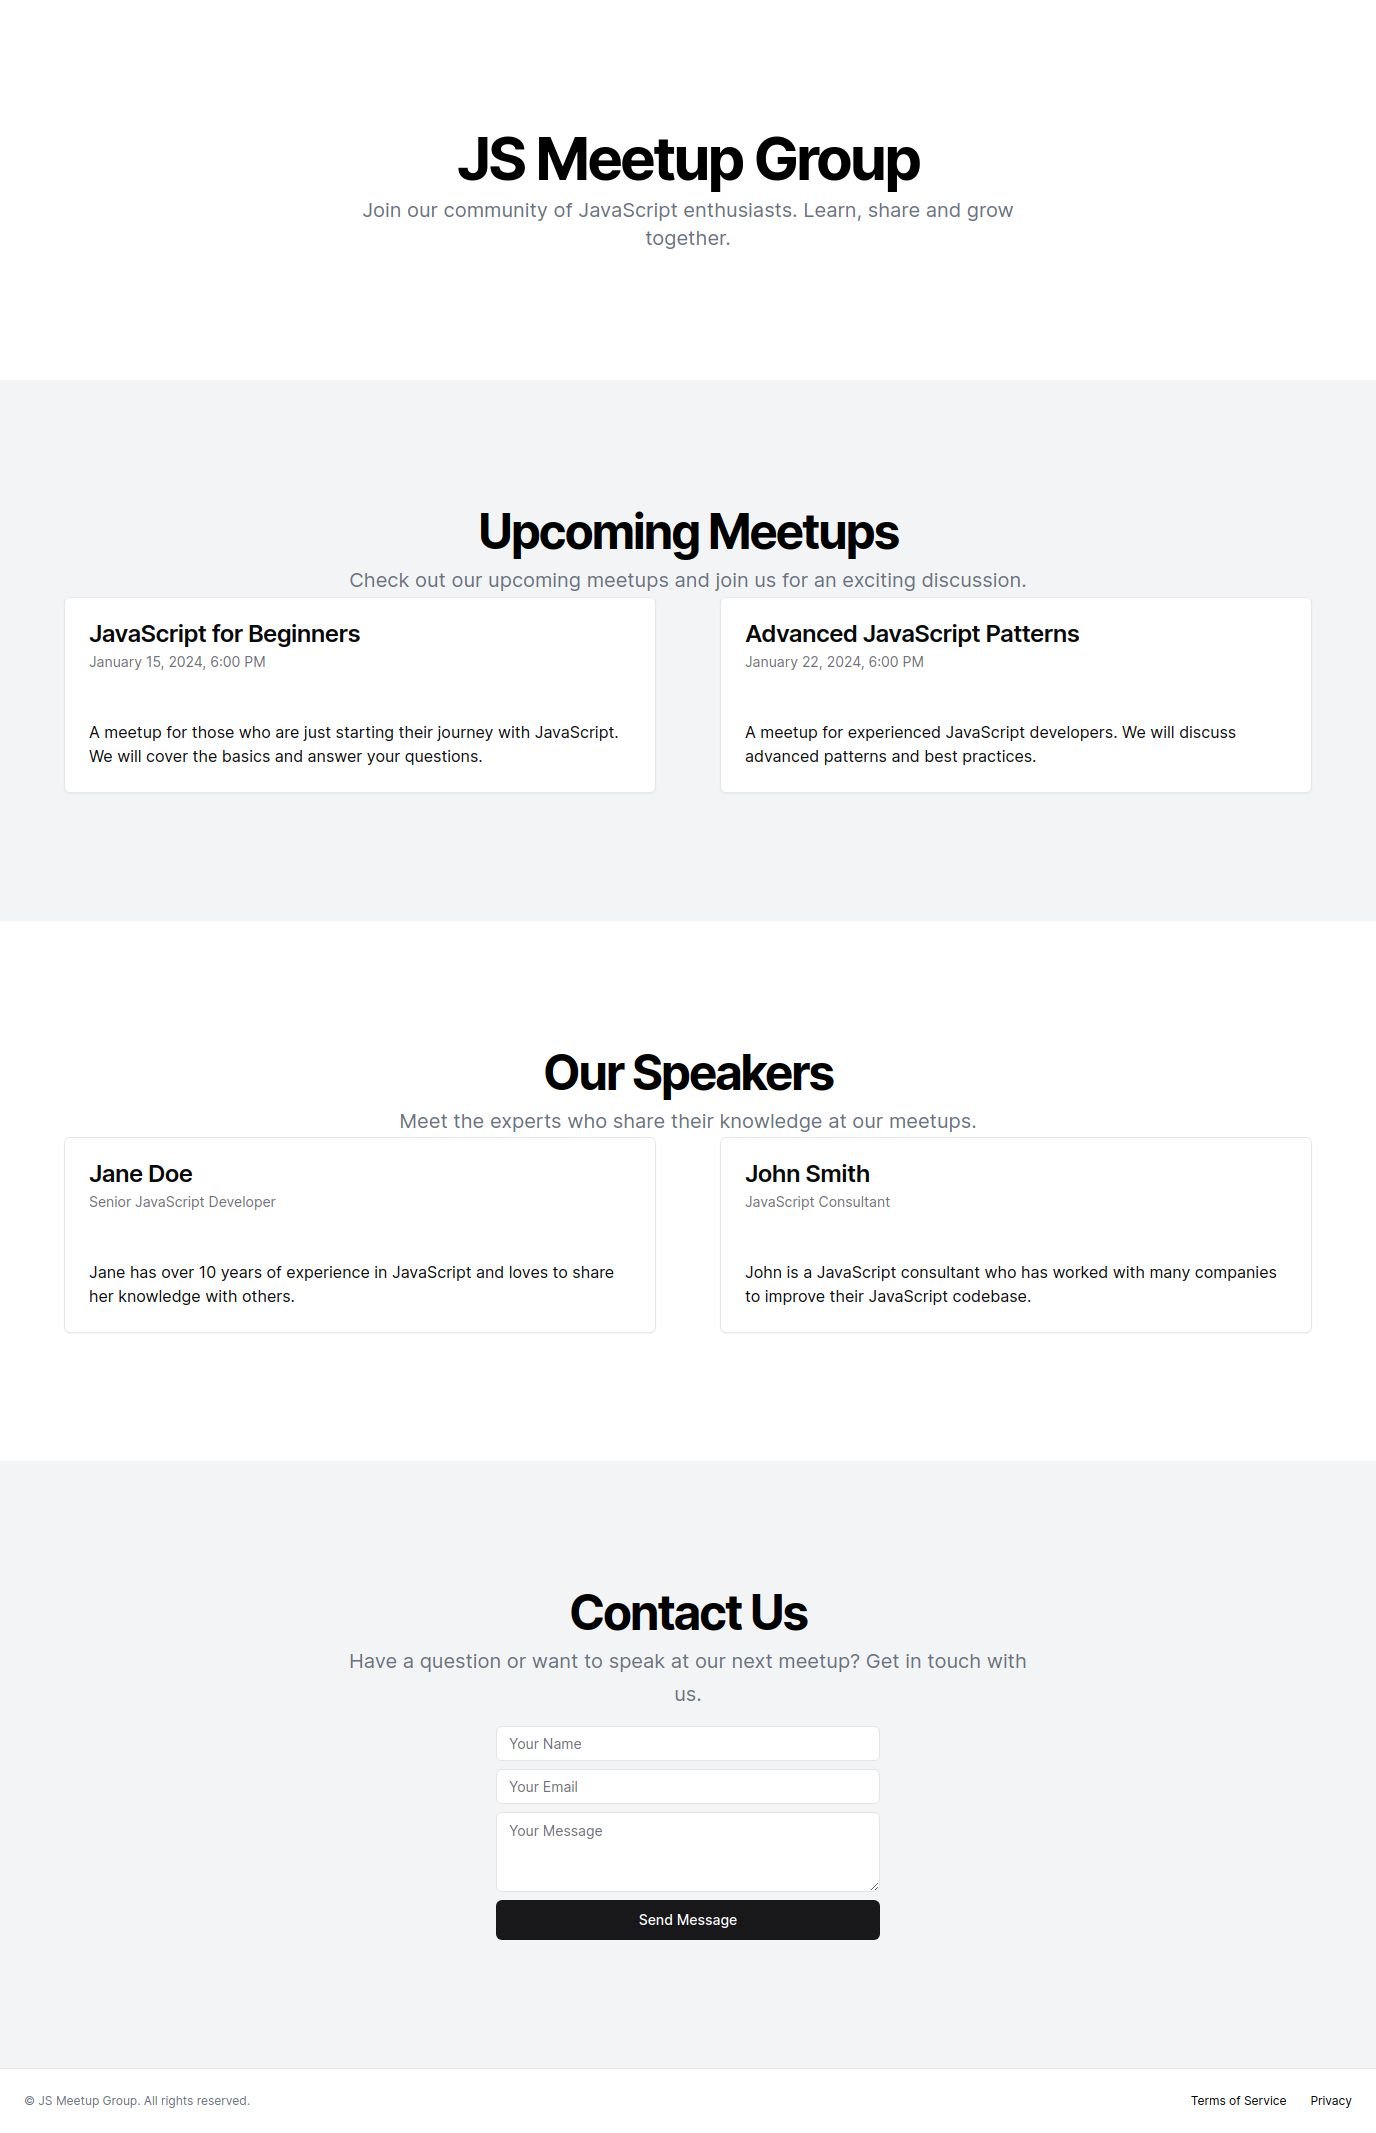 JS Meetup Group
Join our community of JavaScript enthusiasts. Learn, share and grow
together.
Upcoming Meetups
Check out our upcoming meetups and join us for an exciting discussion.
JavaScript for Beginners
January 15, 2024, 6:00 PM
A meetup for those who are just starting their journey with JavaScript.
We will cover the basics and answer your questions.
Advanced JavaScript Patterns
January 22, 2024, 6:00 PM
A meetup for experienced JavaScript developers. We will discuss
advanced patterns and best practices.
Our Speakers
Meet the experts who share their knowledge at our meetups.
Jane Doe
Senior JavaScript Developer
Jane has over 10 years of experience in JavaScript and loves to share
her knowledge with others.
John Smith
JavaScript Consultant
John is a JavaScript consultant who has worked with many companies
to improve their JavaScript codebase.
Contact Us
Have a question or want to speak at our next meetup? Get in touch with
us.
Your Name
Your Email
Your Message
Send Message
© JS Meetup Group. All rights reserved.
Terms of Service
Privacy